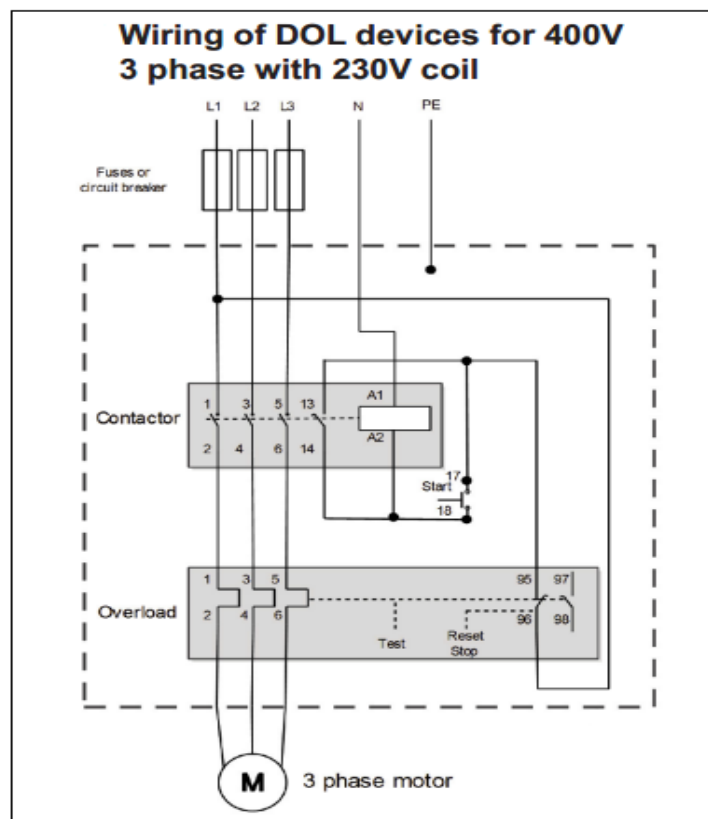 Wiring of DOL devices for 400V
3 phase with 230V coil
L1 L2 L3 N PE
Fuses or
circuit breaker
Contactor
1 3 5 13 A1
2 4 6 14 A2
17
Start
18
Overload
1 3 5 95 97
2 4 6 96 98
Test
Reset
Stop
M 3 phase motor